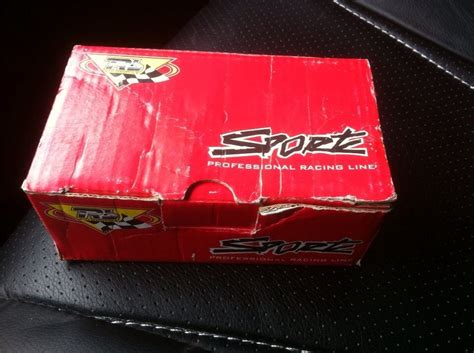 SPORT
PROFESSIONAL RACING LINE
SPORT
PROFESSIONAL RACING LINE